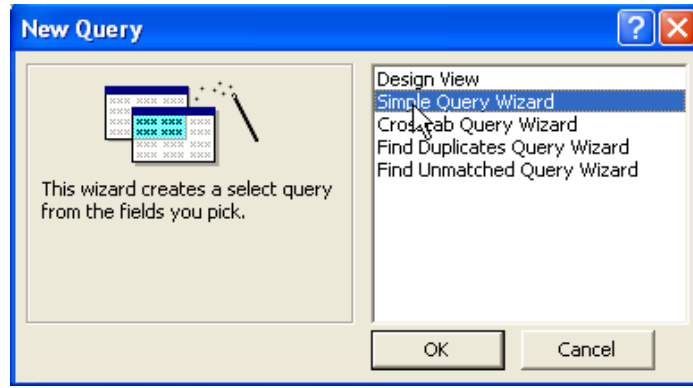 New Query
?
This wizard creates a select query
from the fields you pick.
Design View
Simple Query Wizard
Crosstab Query Wizard
Find Duplicates Query Wizard
Find Unmatched Query Wizard
OK
Cancel